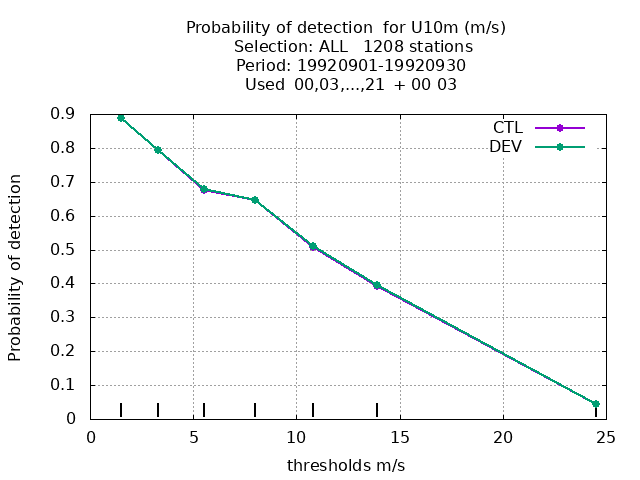 Probability of detection  for U10m (m/s)
Selection: ALL   1208 stations
Period: 19920901-19920930
Used  00,03,...,21  + 00 03
CTL
DEV
Probability of detection
0.9
0.8
0.7
0.6
0.5
0.4
0.3
0.2
0.1
0
0 5 10 15 20 25
thresholds m/s